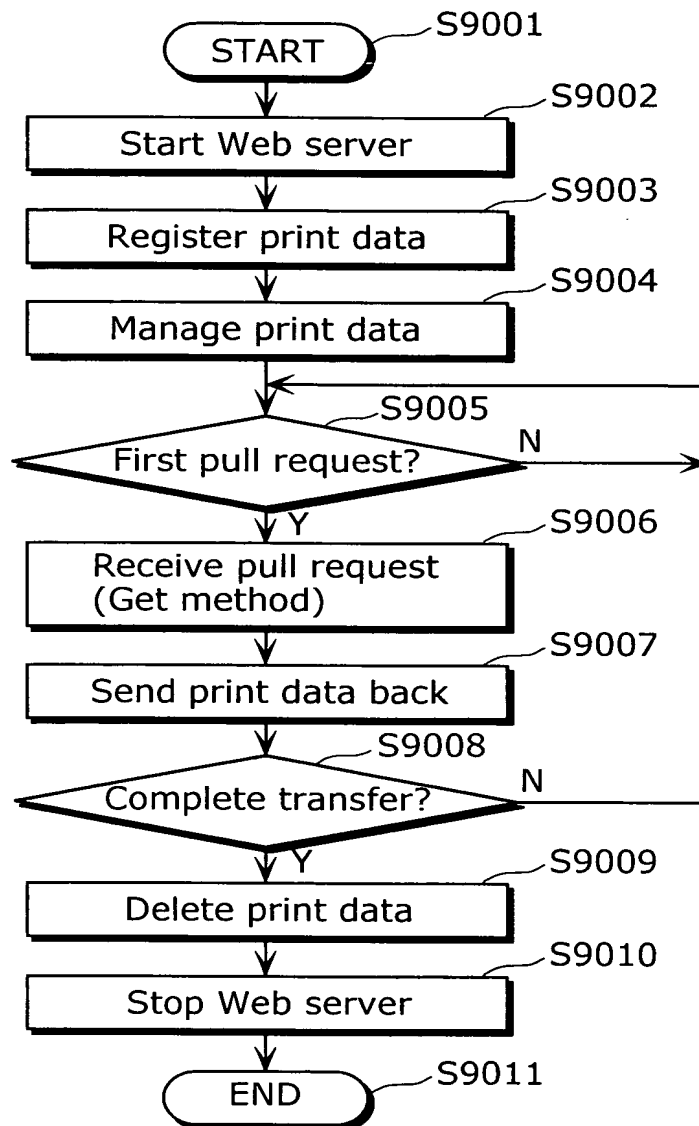 S9001
START
S9002
Start Web server
S9003
Register print data
S9004
Manage print data
S9005
First pull request?
N
Y
S9006
Receive pull request
(Get method)
S9007
Send print data back
S9008
Complete transfer?
N
Y
S9009
Delete print data
S9010
Stop Web server
S9011
END